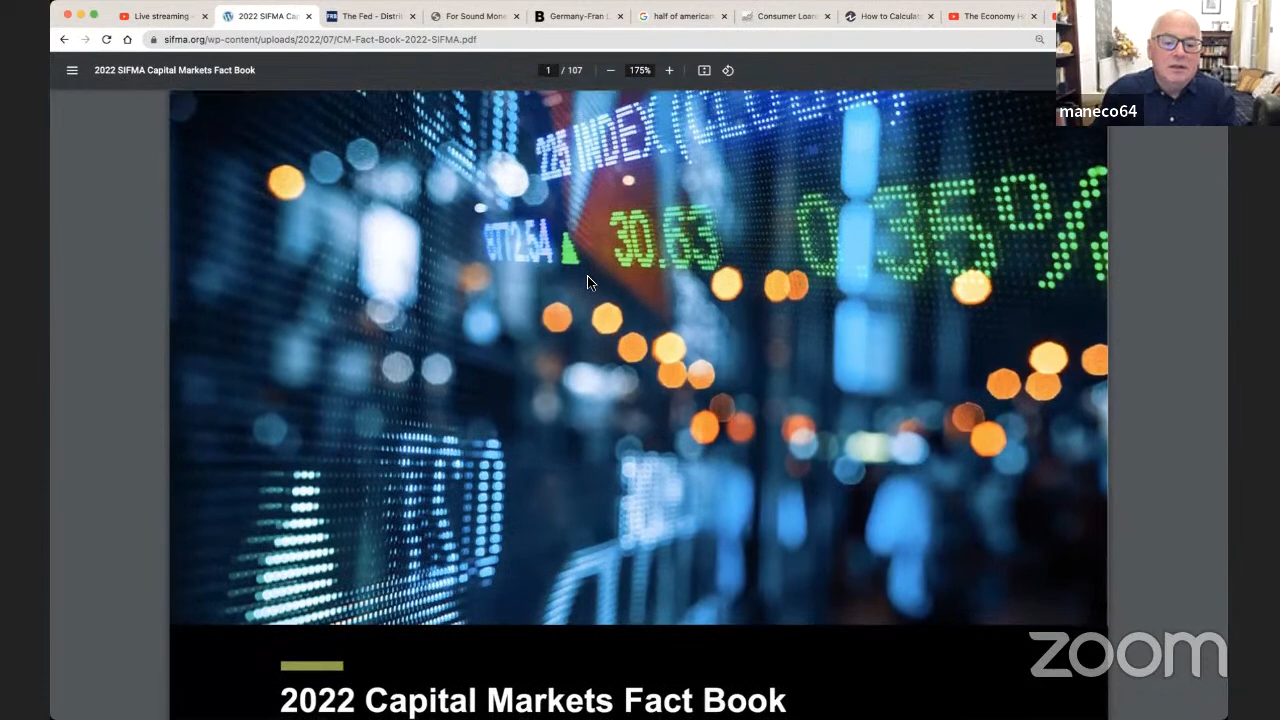 Live streaming
2022 SIFMA Ca
The Fed - Distri
For Sound Mone
Germany-Fran
half of american
Consumer Loan
How to Calculat
The Economy H
sifma.org/wp-content/uploads/2022/07/CM-Fact-Book-2022-SIFMA.pdf
2022 SIFMA Capital Markets Fact Book
1 / 107
175%
maneco64
225 INDEX
30.63
0.35%
zoom
2022 Capital Markets Fact Book